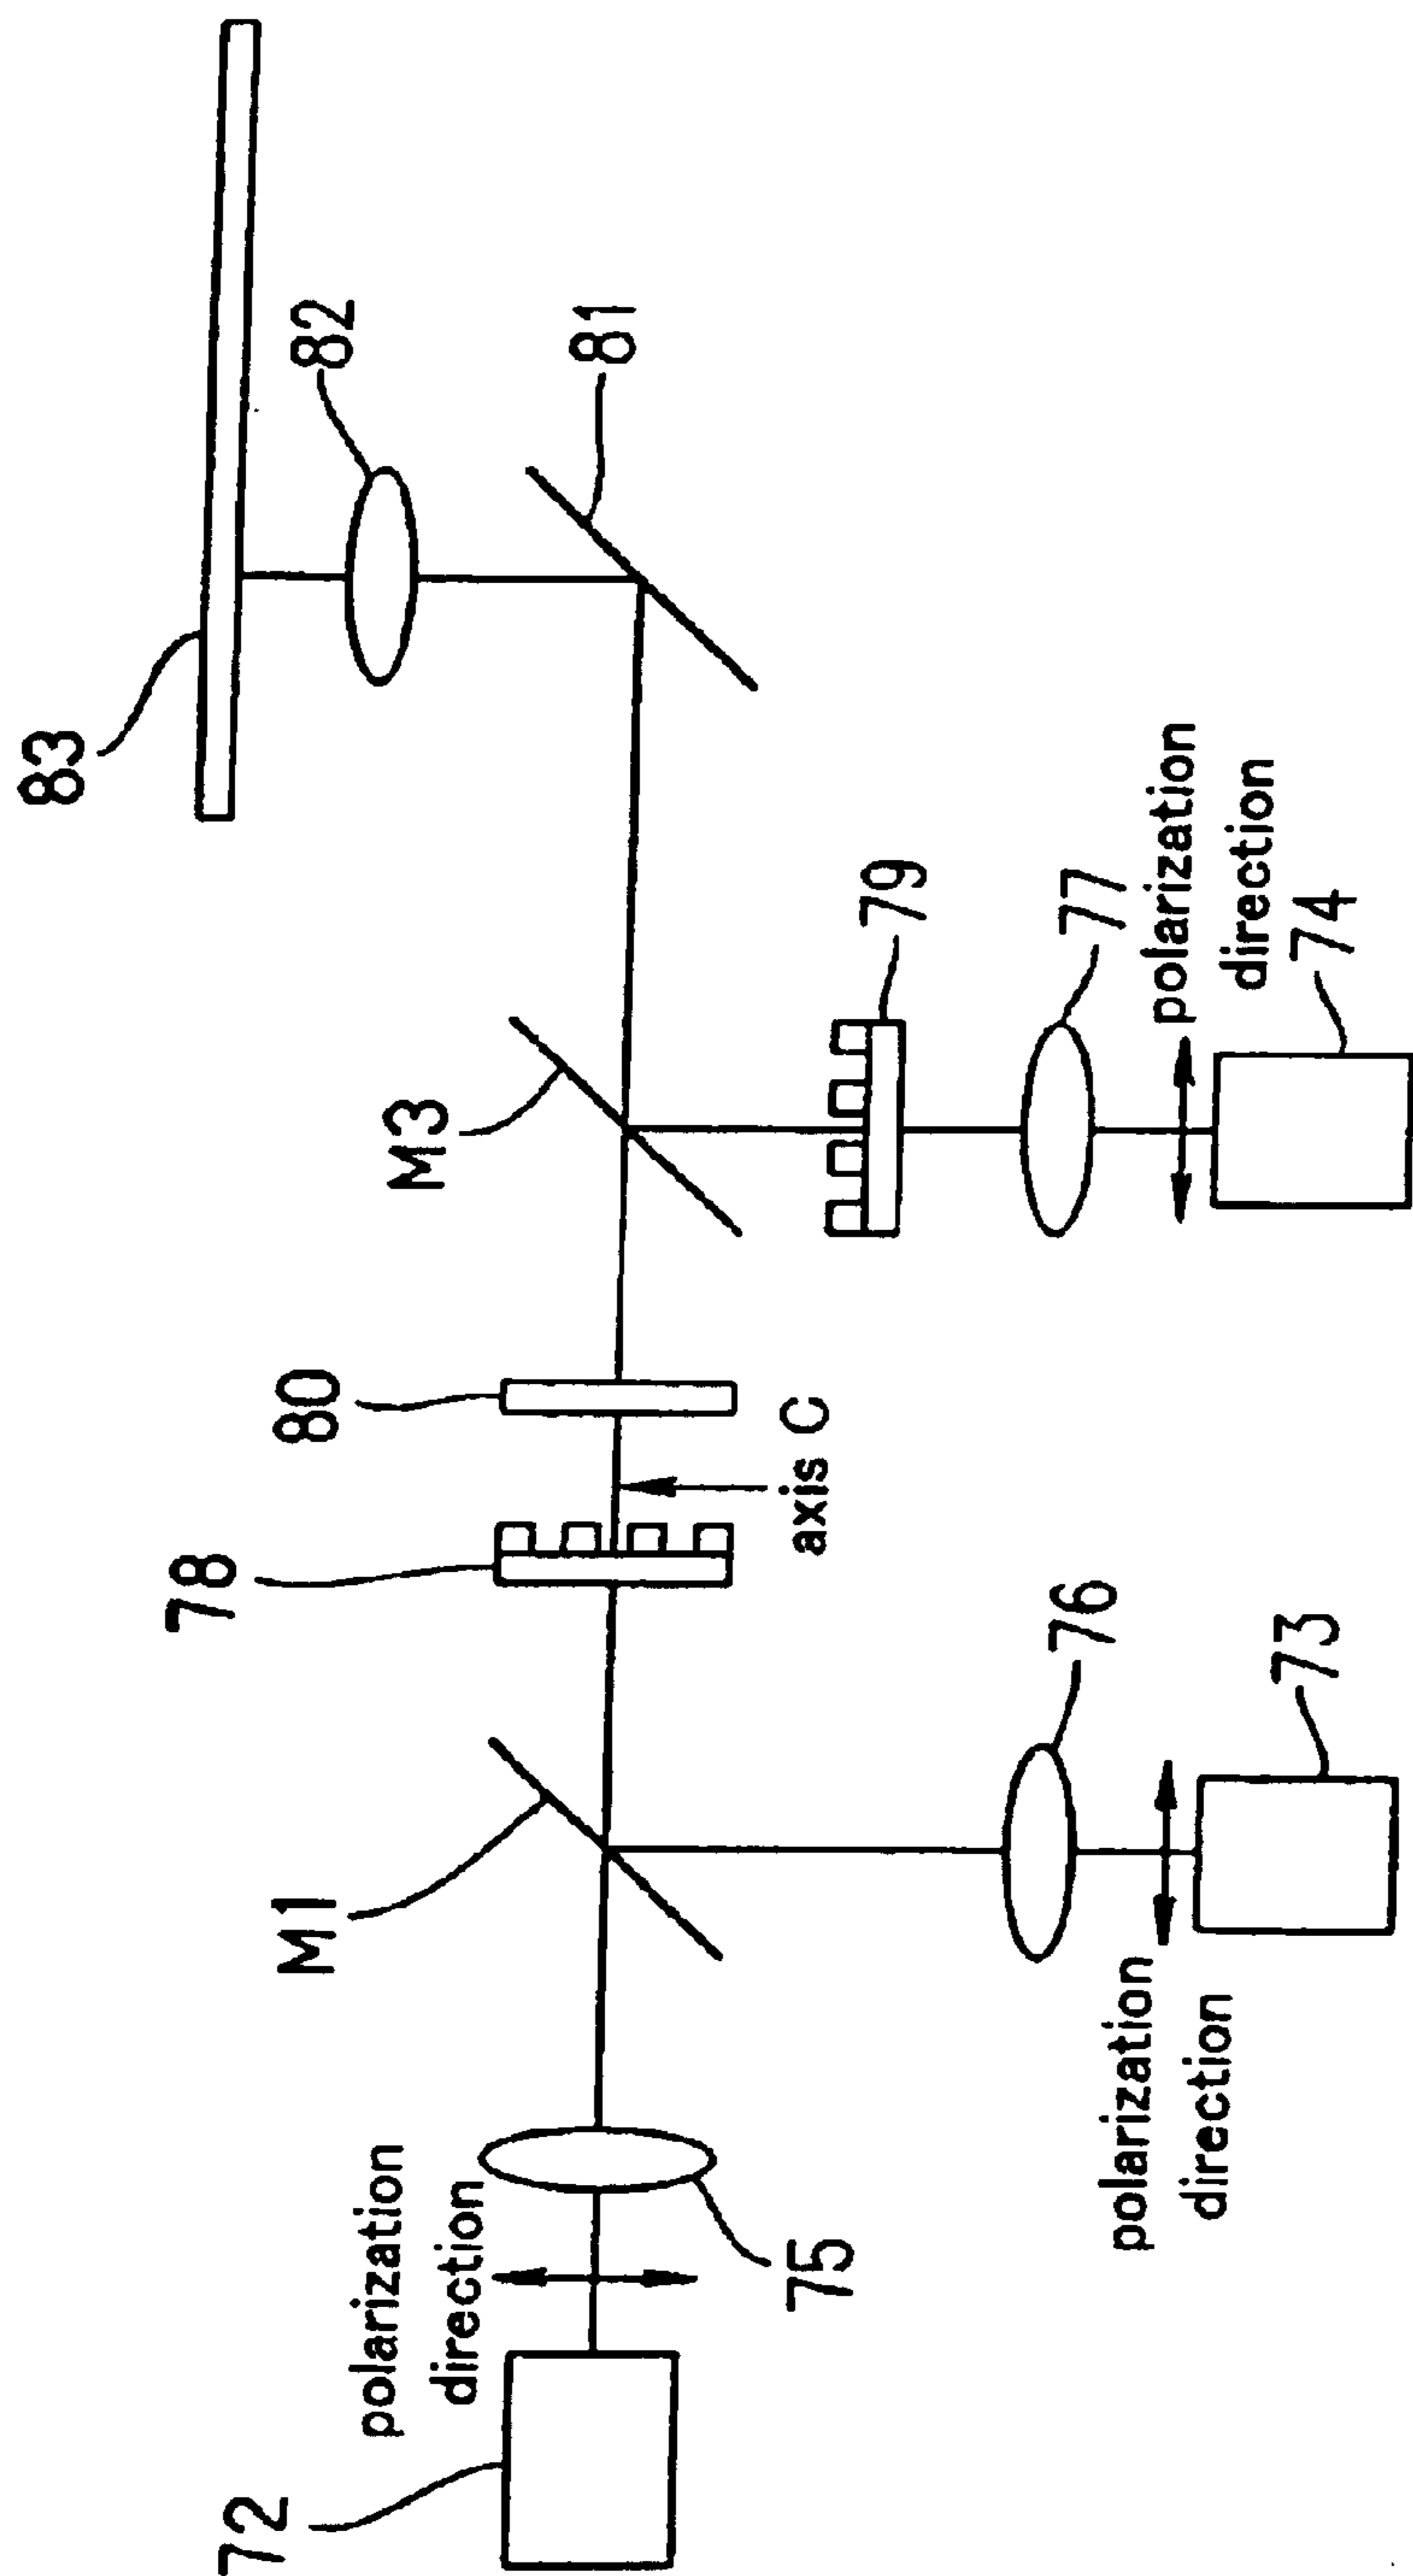 83
82
81
M3
80
79
77
polarization
direction
74
78
axis C
M1
76
73
polarization
direction
75
polarization
direction
72